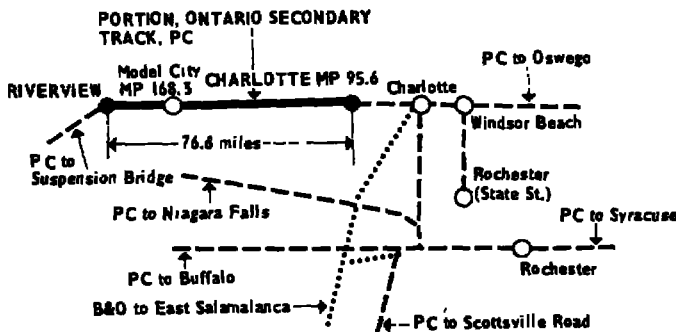 PORTION, ONTARIO SECONDARY
TRACK, PC
RIVERVIEW
Model City
MP 168.3
CHARLOTTE MP 95.6
Charlotte
PC to Oswego
Windsor Beach
76.8 miles
PC to
Suspension Bridge
PC to Niagara Falls
Rochester
(State St.)
PC to Syracuse
PC to Buffalo
Rochester
B&O to East Salamalanca
PC to Scottsville Road